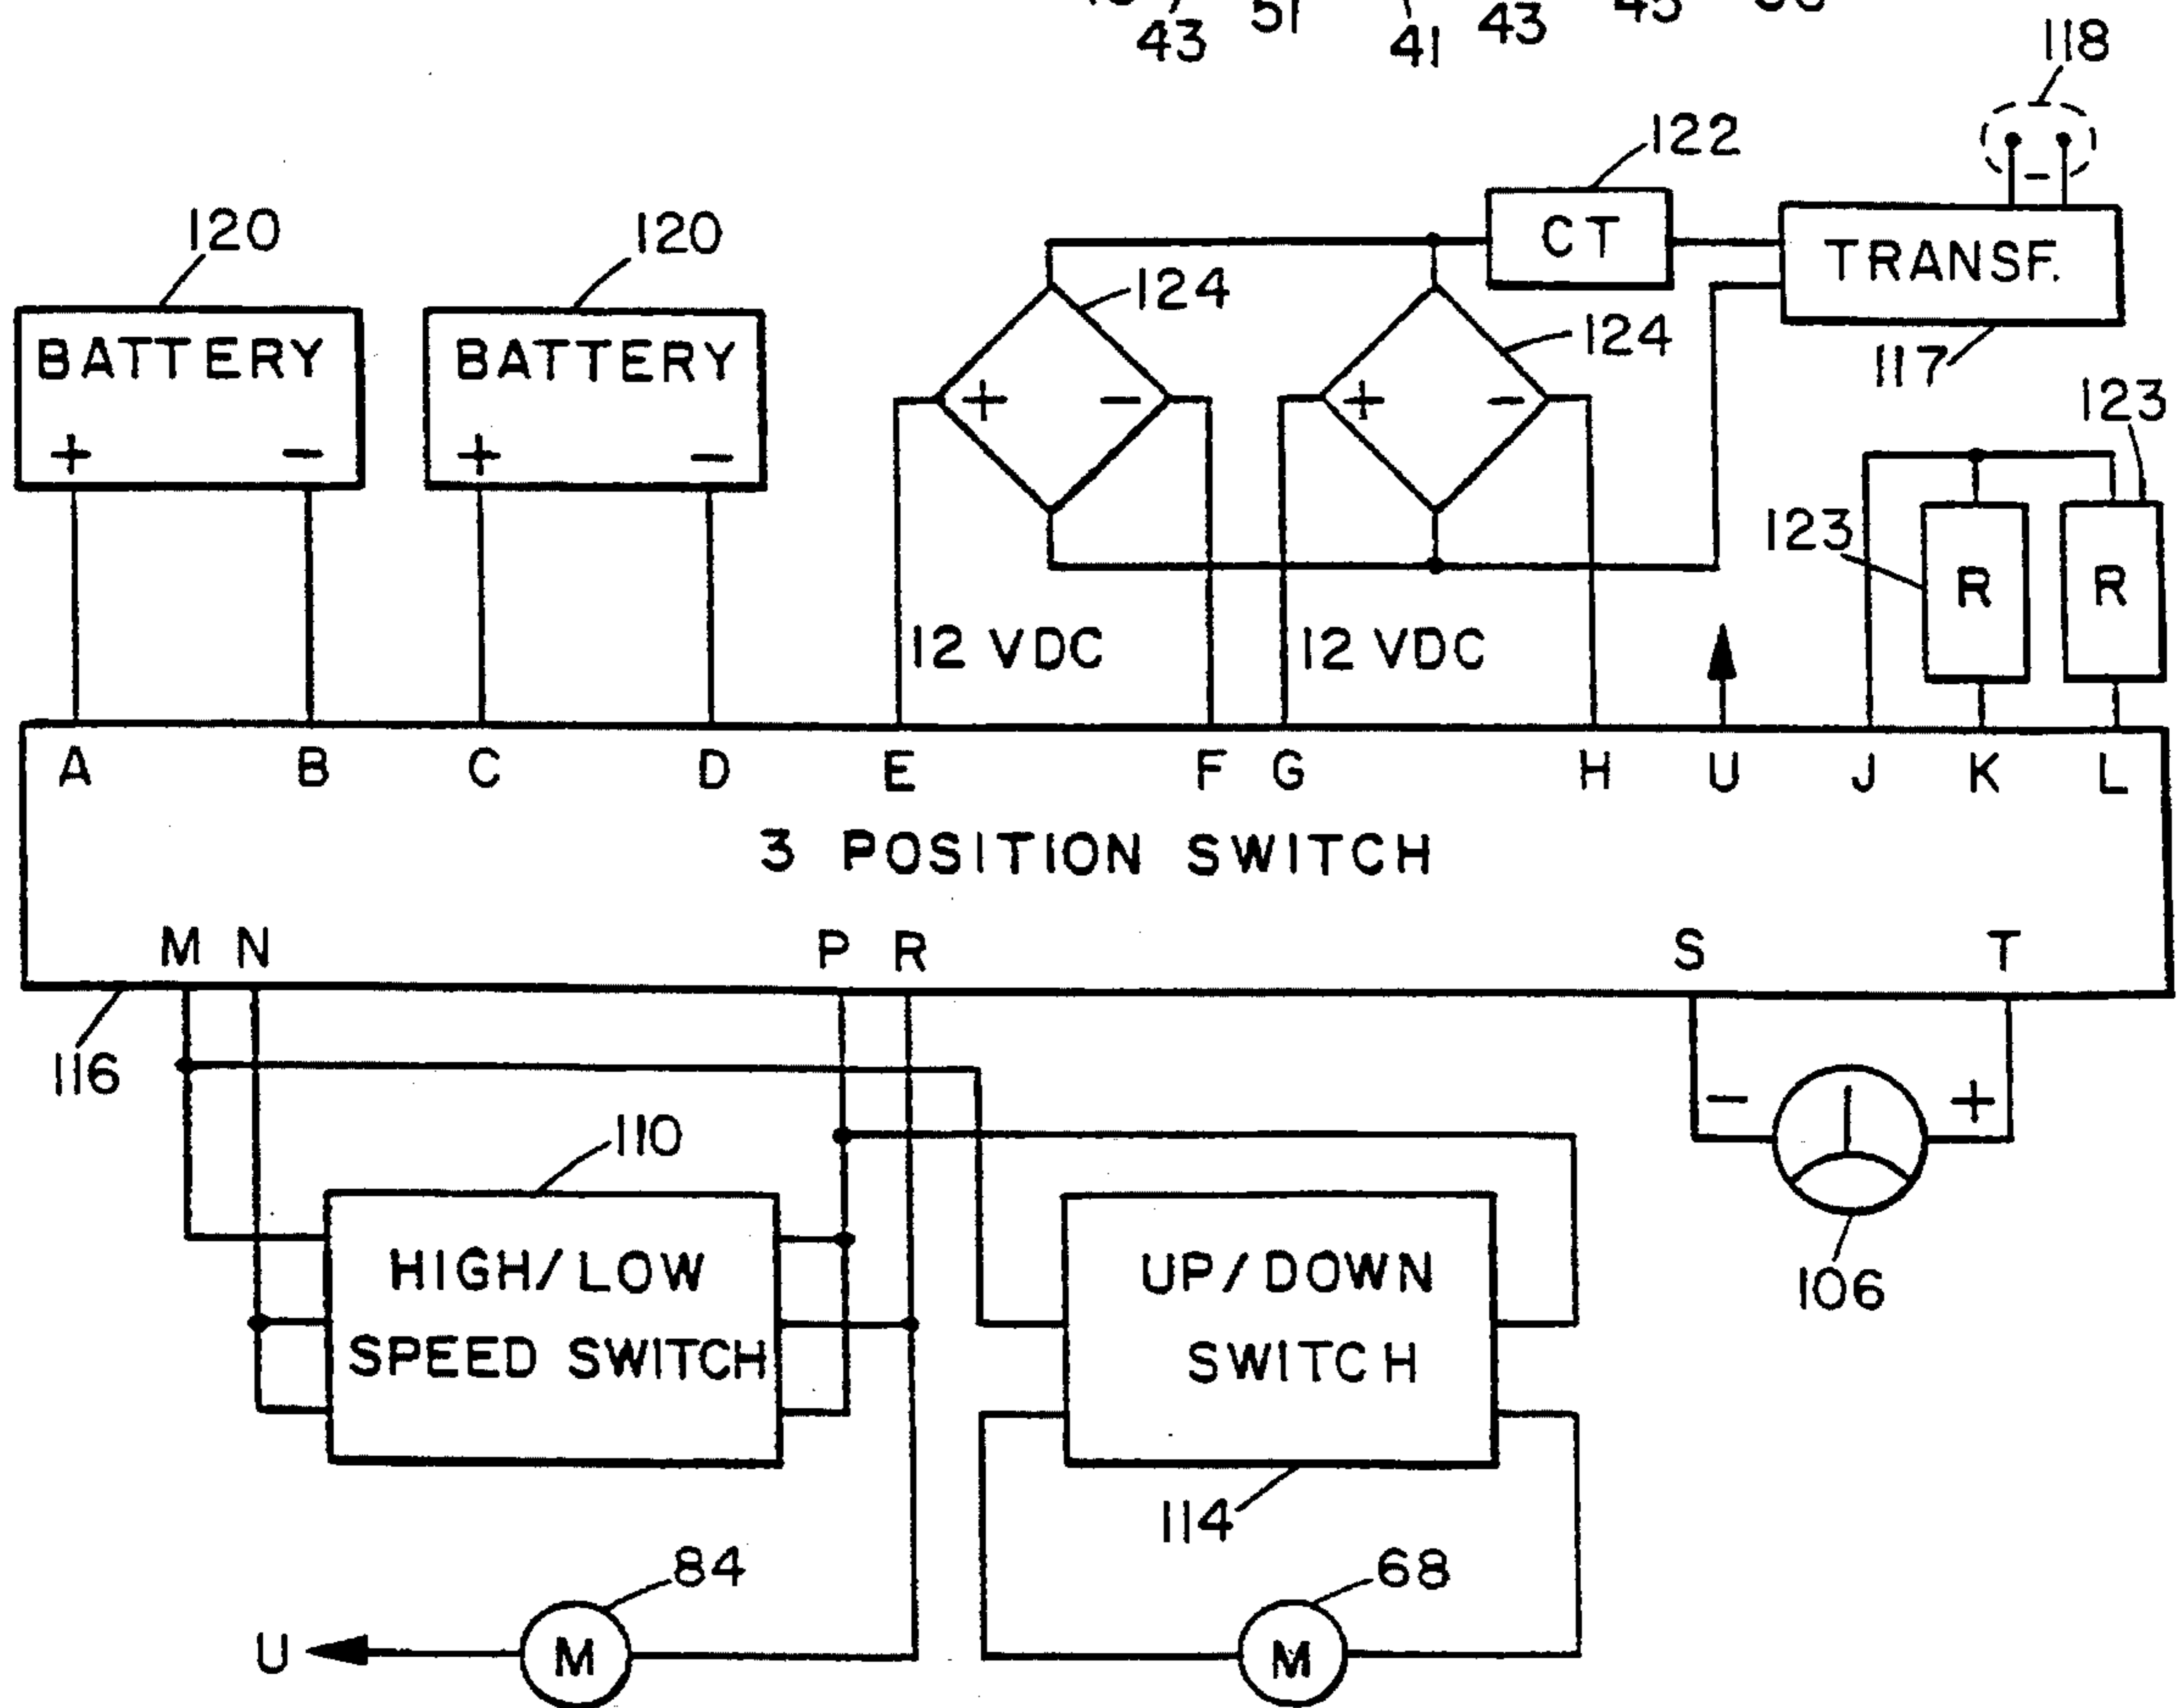 43 51 41 43 45
118
122
120 120
CT
TRANSF.
124
124
BATTERY
BATTERY
117
123
+ −
+ −
+ −
+ −
123
R R
12 VDC 12 VDC
A B C D E F G H U J K L
3 POSITION SWITCH
M N P R S T
116
− +
110
HIGH/LOW
SPEED SWITCH
UP/DOWN
SWITCH
106
114
84
68
U
M
M